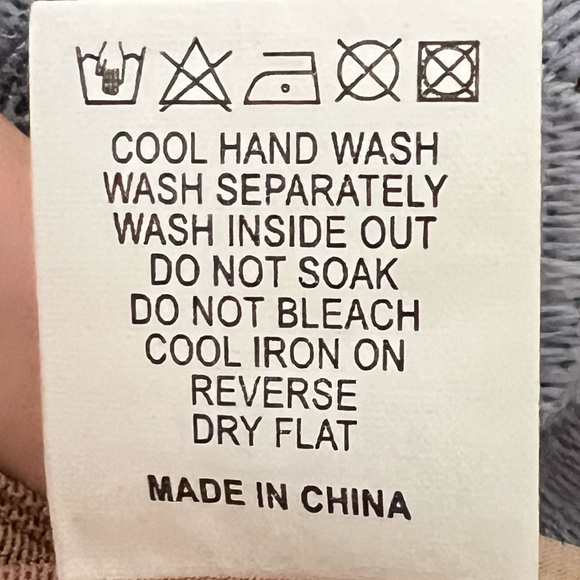 COOL HAND WASH
WASH SEPARATELY
WASH INSIDE OUT
DO NOT SOAK
DO NOT BLEACH
COOL IRON ON
REVERSE
DRY FLAT
MADE IN CHINA